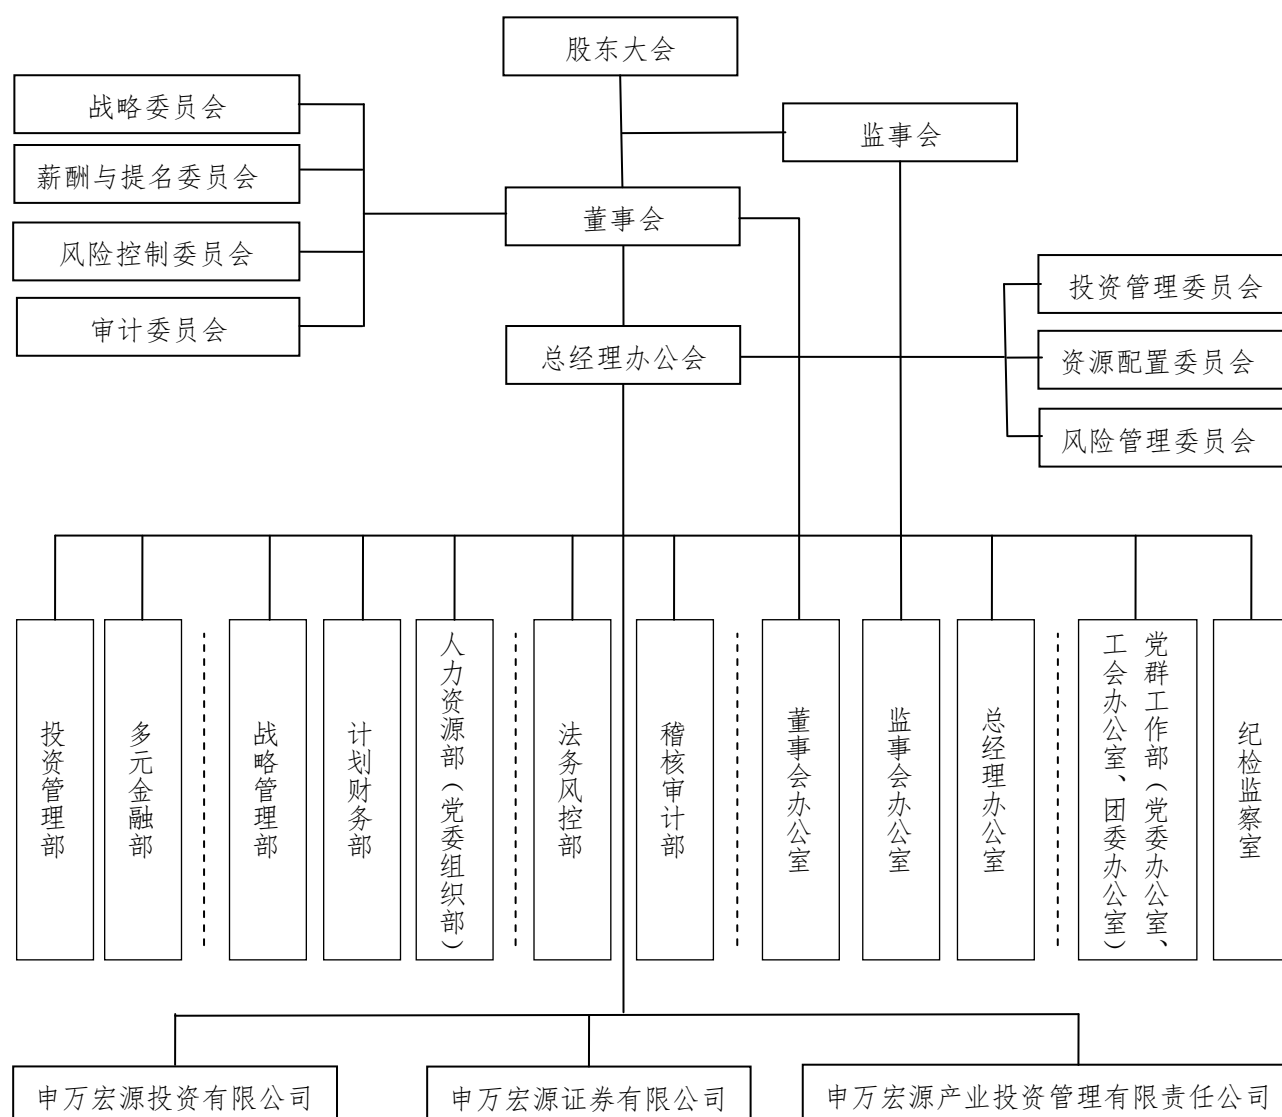 股东大会
战略委员会
监事会
薪酬与提名委员会
董事会
风险控制委员会
投资管理委员会
审计委员会
总经理办公会
资源配置委员会
风险管理委员会
投资管理部
多元金融部
战略管理部
计划财务部
人力资源部（党委组织部）
法务风控部
稽核审计部
董事会办公室
监事会办公室
总经理办公室
党群工作部（党委办公室、
工会办公室、团委办公室）
纪检监察室
申万宏源投资有限公司
申万宏源证券有限公司
申万宏源产业投资管理有限责任公司